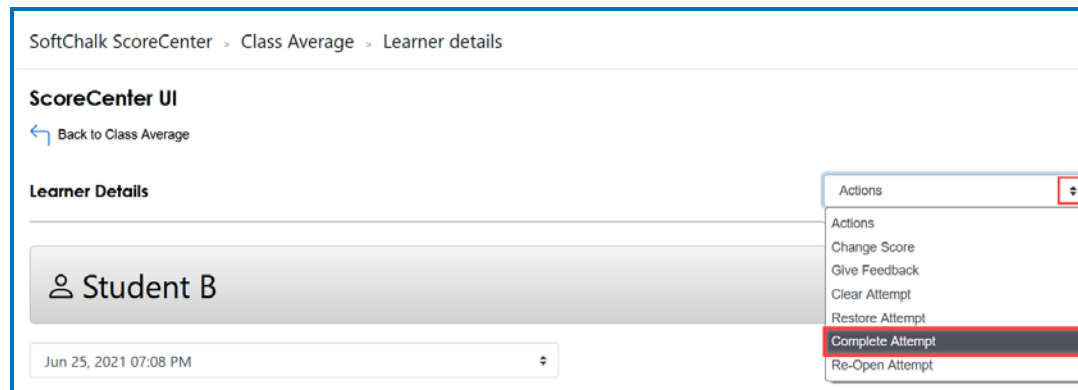 SoftChalk ScoreCenter > Class Average > Learner details
ScoreCenter UI
Back to Class Average
Learner Details
Actions
Actions
Change Score
Give Feedback
Clear Attempt
Restore Attempt
Complete Attempt
Re-Open Attempt
Student B
Jun 25, 2021 07:08 PM